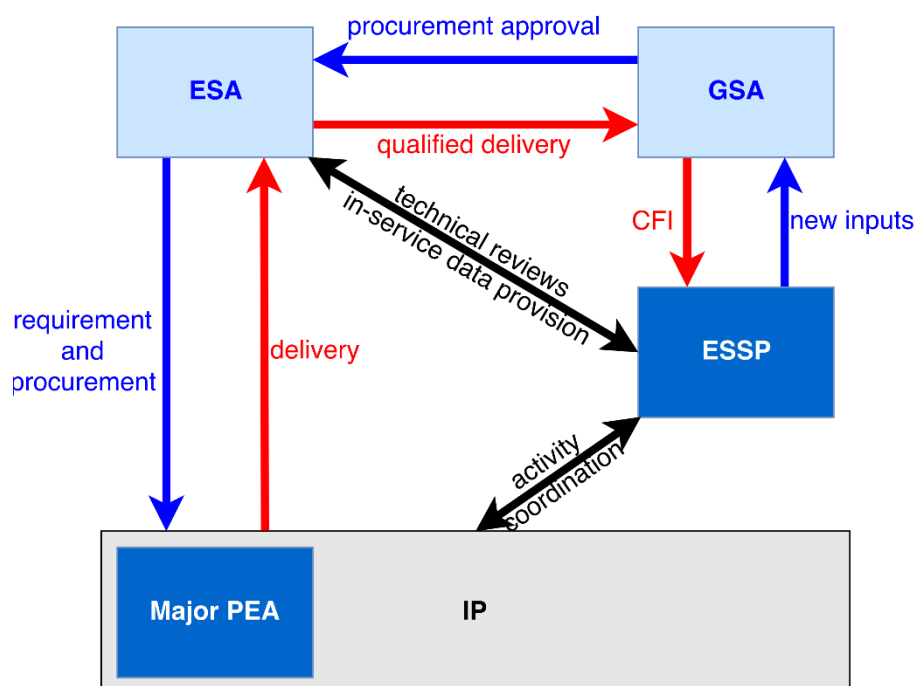 procurement approval
ESA
GSA
qualified delivery
technical reviews
in-service data provision
CFI
new inputs
requirement
and
procurement
delivery
ESSP
activity
coordination
Major PEA
IP